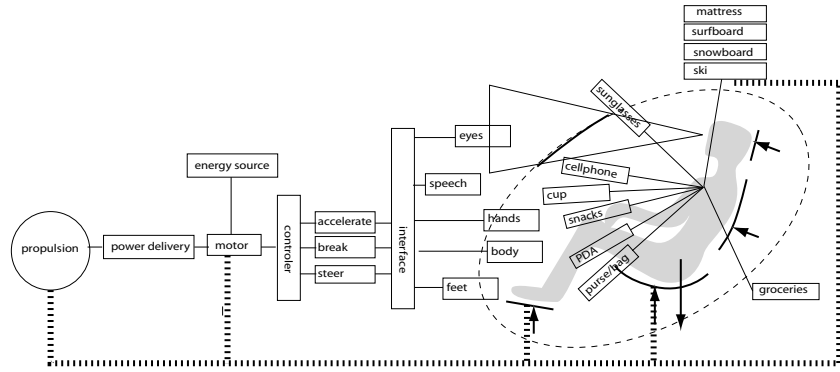 mattress
surfboard
snowboard
ski
sunglasses
eyes
energy source
cellphone
speech
cup
snacks
hands
accelerate
controler
interface
propulsion
power delivery
motor
break
body
PDA
steer
purse/bag
feet
groceries